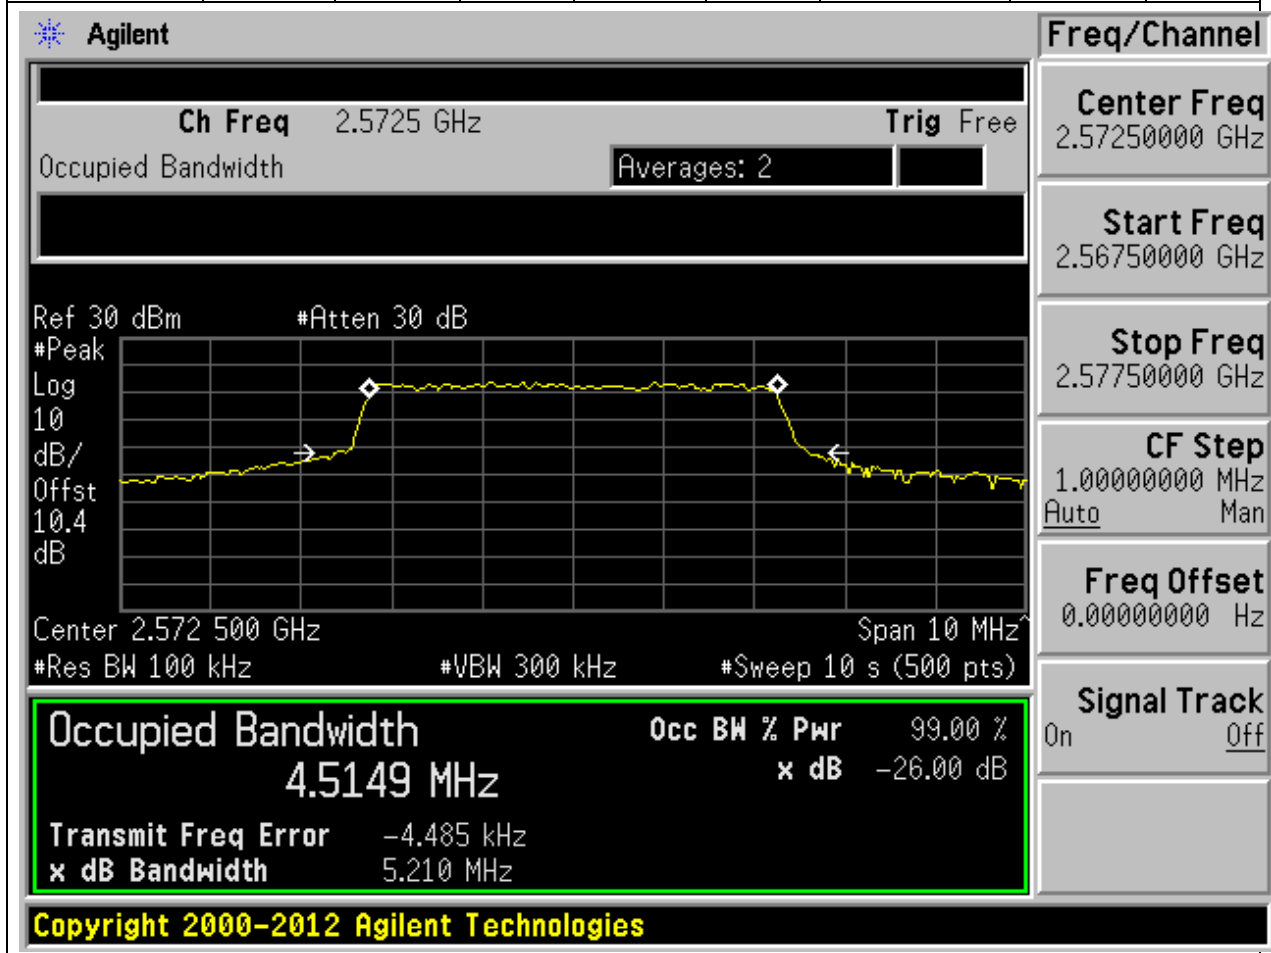 Agilent
Freq/Channel
Ch Freq 2.5725 GHz Trig Free
Occupied Bandwidth Averages: 2
Center Freq
2.57250000 GHz
Start Freq
2.56750000 GHz
Stop Freq
2.57750000 GHz
CF Step
1.00000000 MHz
Auto Man
Freq Offset
0.00000000 Hz
Signal Track
On Off
Ref 30 dBm #Atten 30 dB
#Peak
Log
10
dB/
Offst
10.4
dB
Center 2.572 500 GHz Span 10 MHz^
#Res BW 100 kHz #VBW 300 kHz #Sweep 10 s (500 pts)
Occupied Bandwidth
4.5149 MHz
Occ BW % Pwr 99.00 %
x dB -26.00 dB
Transmit Freq Error -4.485 kHz
x dB Bandwidth 5.210 MHz
Copyright 2000-2012 Agilent Technologies